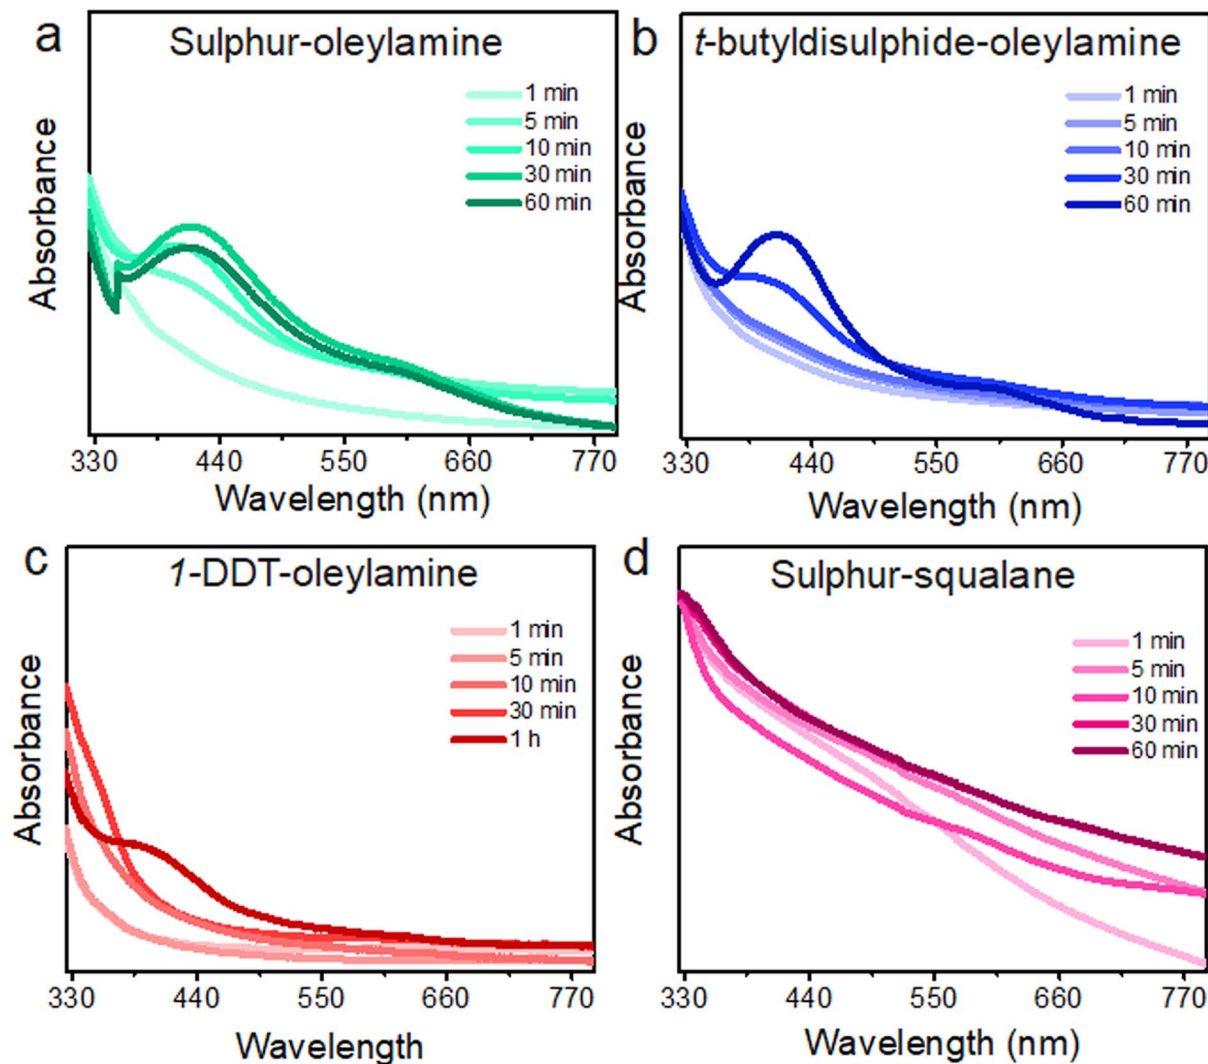 a
Sulphur-oleylamine
1 min
5 min
10 min
30 min
60 min
Absorbance
330 440 550 660 770
Wavelength (nm)
b
t-butyldisulphide-oleylamine
1 min
5 min
10 min
30 min
60 min
Absorbance
330 440 550 660 770
Wavelength (nm)
c
1-DDT-oleylamine
1 min
5 min
10 min
30 min
1 h
Absorbance
330 440 550 660 770
Wavelength
d
Sulphur-squalane
1 min
5 min
10 min
30 min
60 min
Absorbance
330 440 550 660 770
Wavelength (nm)